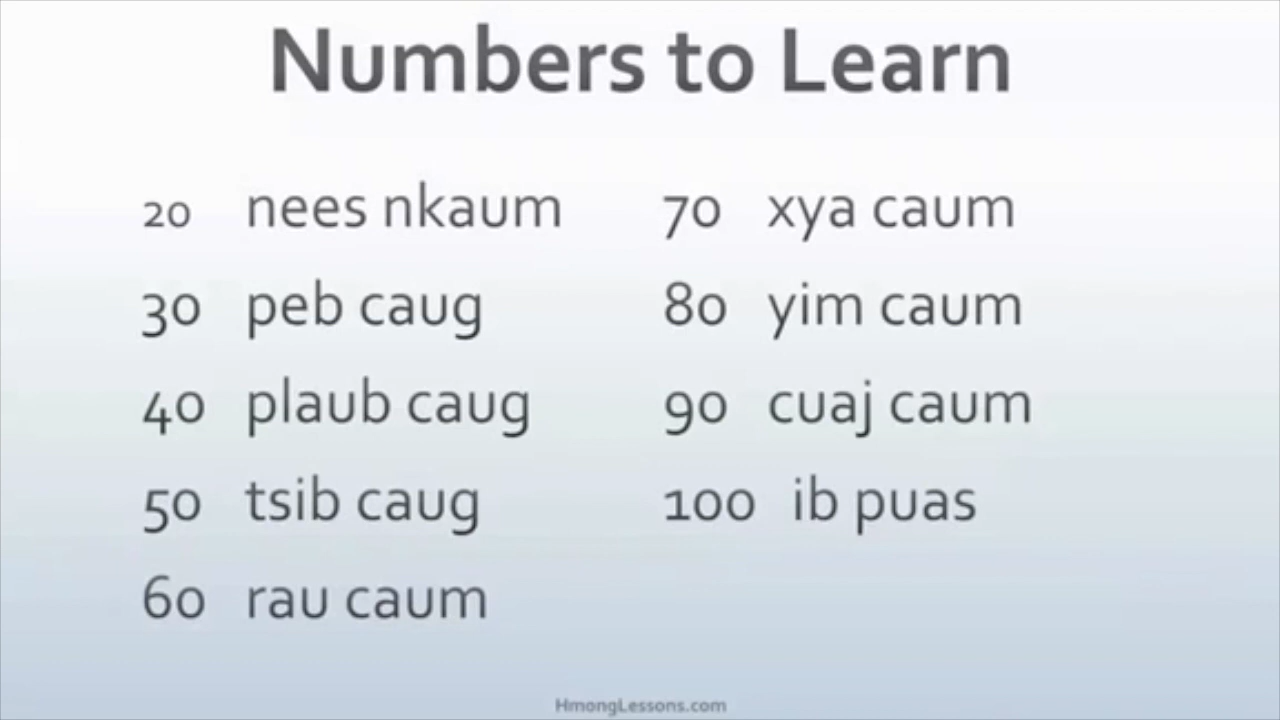 Numbers to Learn
20 nees nkaum
30 peb caug
40 plaub caug
50 tsib caug
60 rau caum
70 xya caum
80 yim caum
90 cuaj caum
100 ib puas
HmongLessons.com